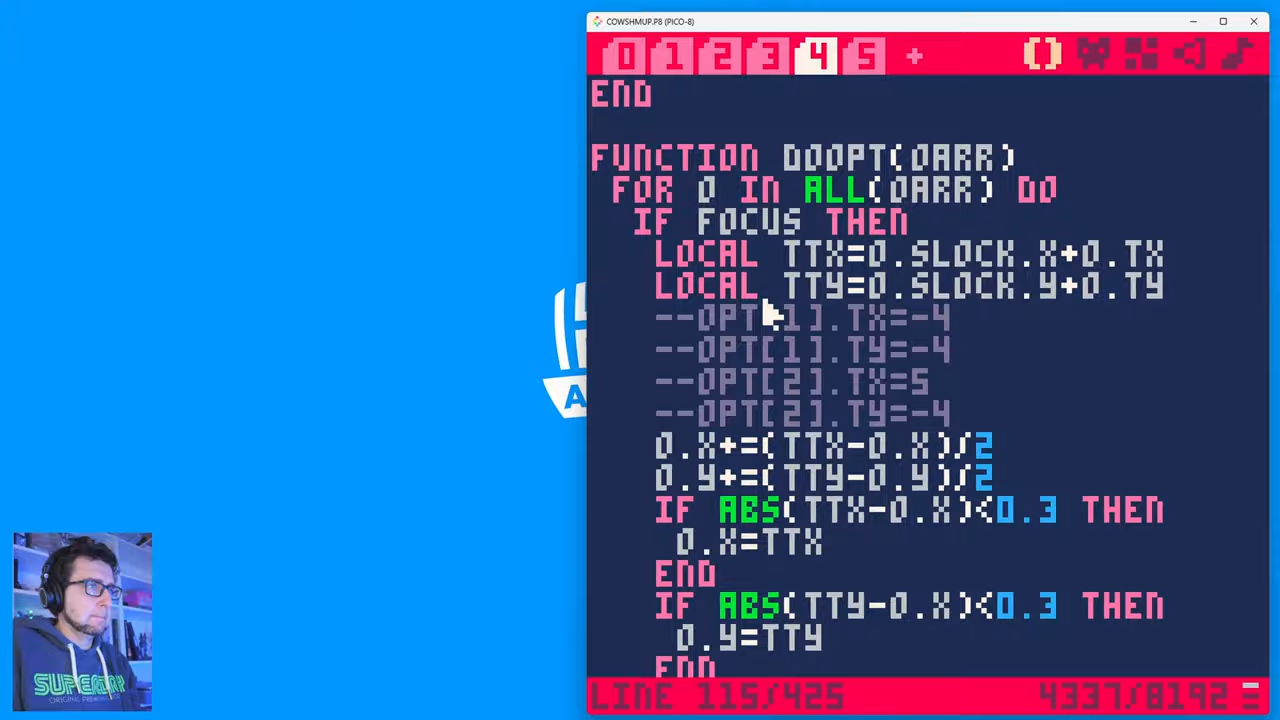 COWSHMUP.P8 (PICO-8)
0 1 2 3 4 5 +
END
FUNCTION DOOPT(OARR)
FOR O IN ALL(OARR) DO
IF FOCUS THEN
LOCAL TTX=O.SLOCK.X+O.TX
LOCAL TTY=O.SLOCK.Y+O.TY
--OPT[1].TX=-4
--OPT[1].TY=-4
--OPT[2].TX=5
--OPT[2].TY=-4
O.X+=(TTX-O.X)/2
O.Y+=(TTY-O.Y)/2
IF ABS(TTX-O.X)<0.3 THEN
O.X=TTX
END
IF ABS(TTY-O.X)<0.3 THEN
O.Y=TTY
END
LINE 115/425 4337/8192
A